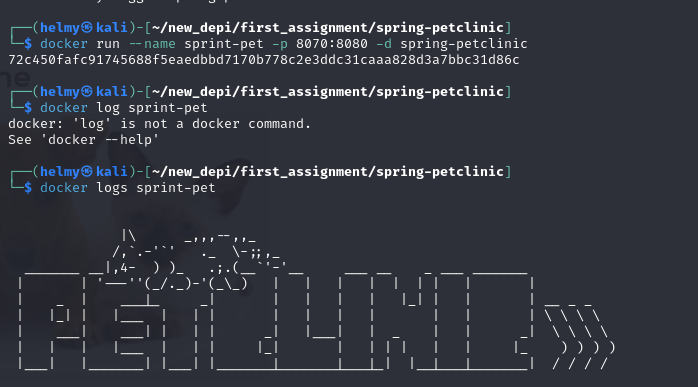 ┌──(helmy㉿kali)-[~/new_depi/first_assignment/spring-petclinic]
└─$ docker run --name sprint-pet -p 8070:8080 -d spring-petclinic
72c450fafc91745688f5eaedbbd7170b778c2e3ddc31caaa828d3a7bbc31d86c
┌──(helmy㉿kali)-[~/new_depi/first_assignment/spring-petclinic]
└─$ docker log sprint-pet
docker: 'log' is not a docker command.
See 'docker --help'
┌──(helmy㉿kali)-[~/new_depi/first_assignment/spring-petclinic]
└─$ docker logs sprint-pet
PETCLINIC